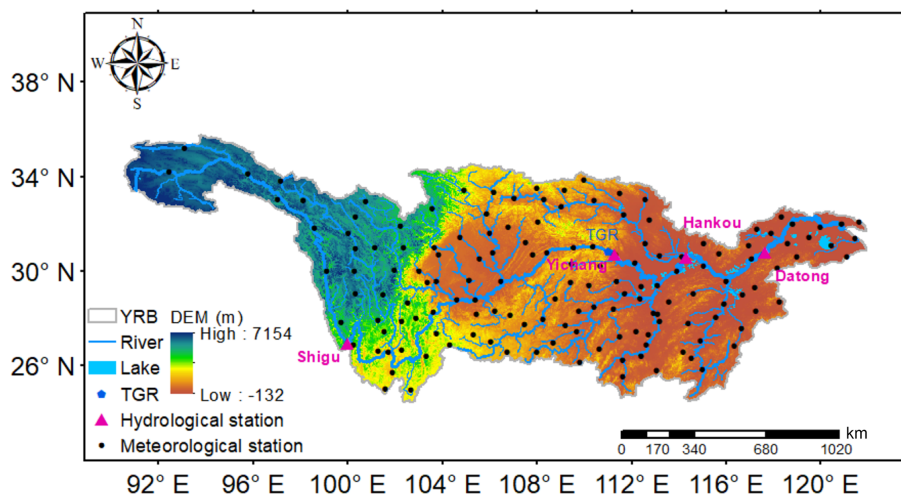 N
W E
S
38° N
34° N
30° N
26° N
Hankou
TGR
Yichang
Datong
Shigu
YRB
River
Lake
TGR
Hydrological station
Meteorological station
DEM (m)
High : 7154
Low : -132
km
0 170 340 680 1020
92° E 96° E 100° E 104° E 108° E 112° E 116° E 120° E